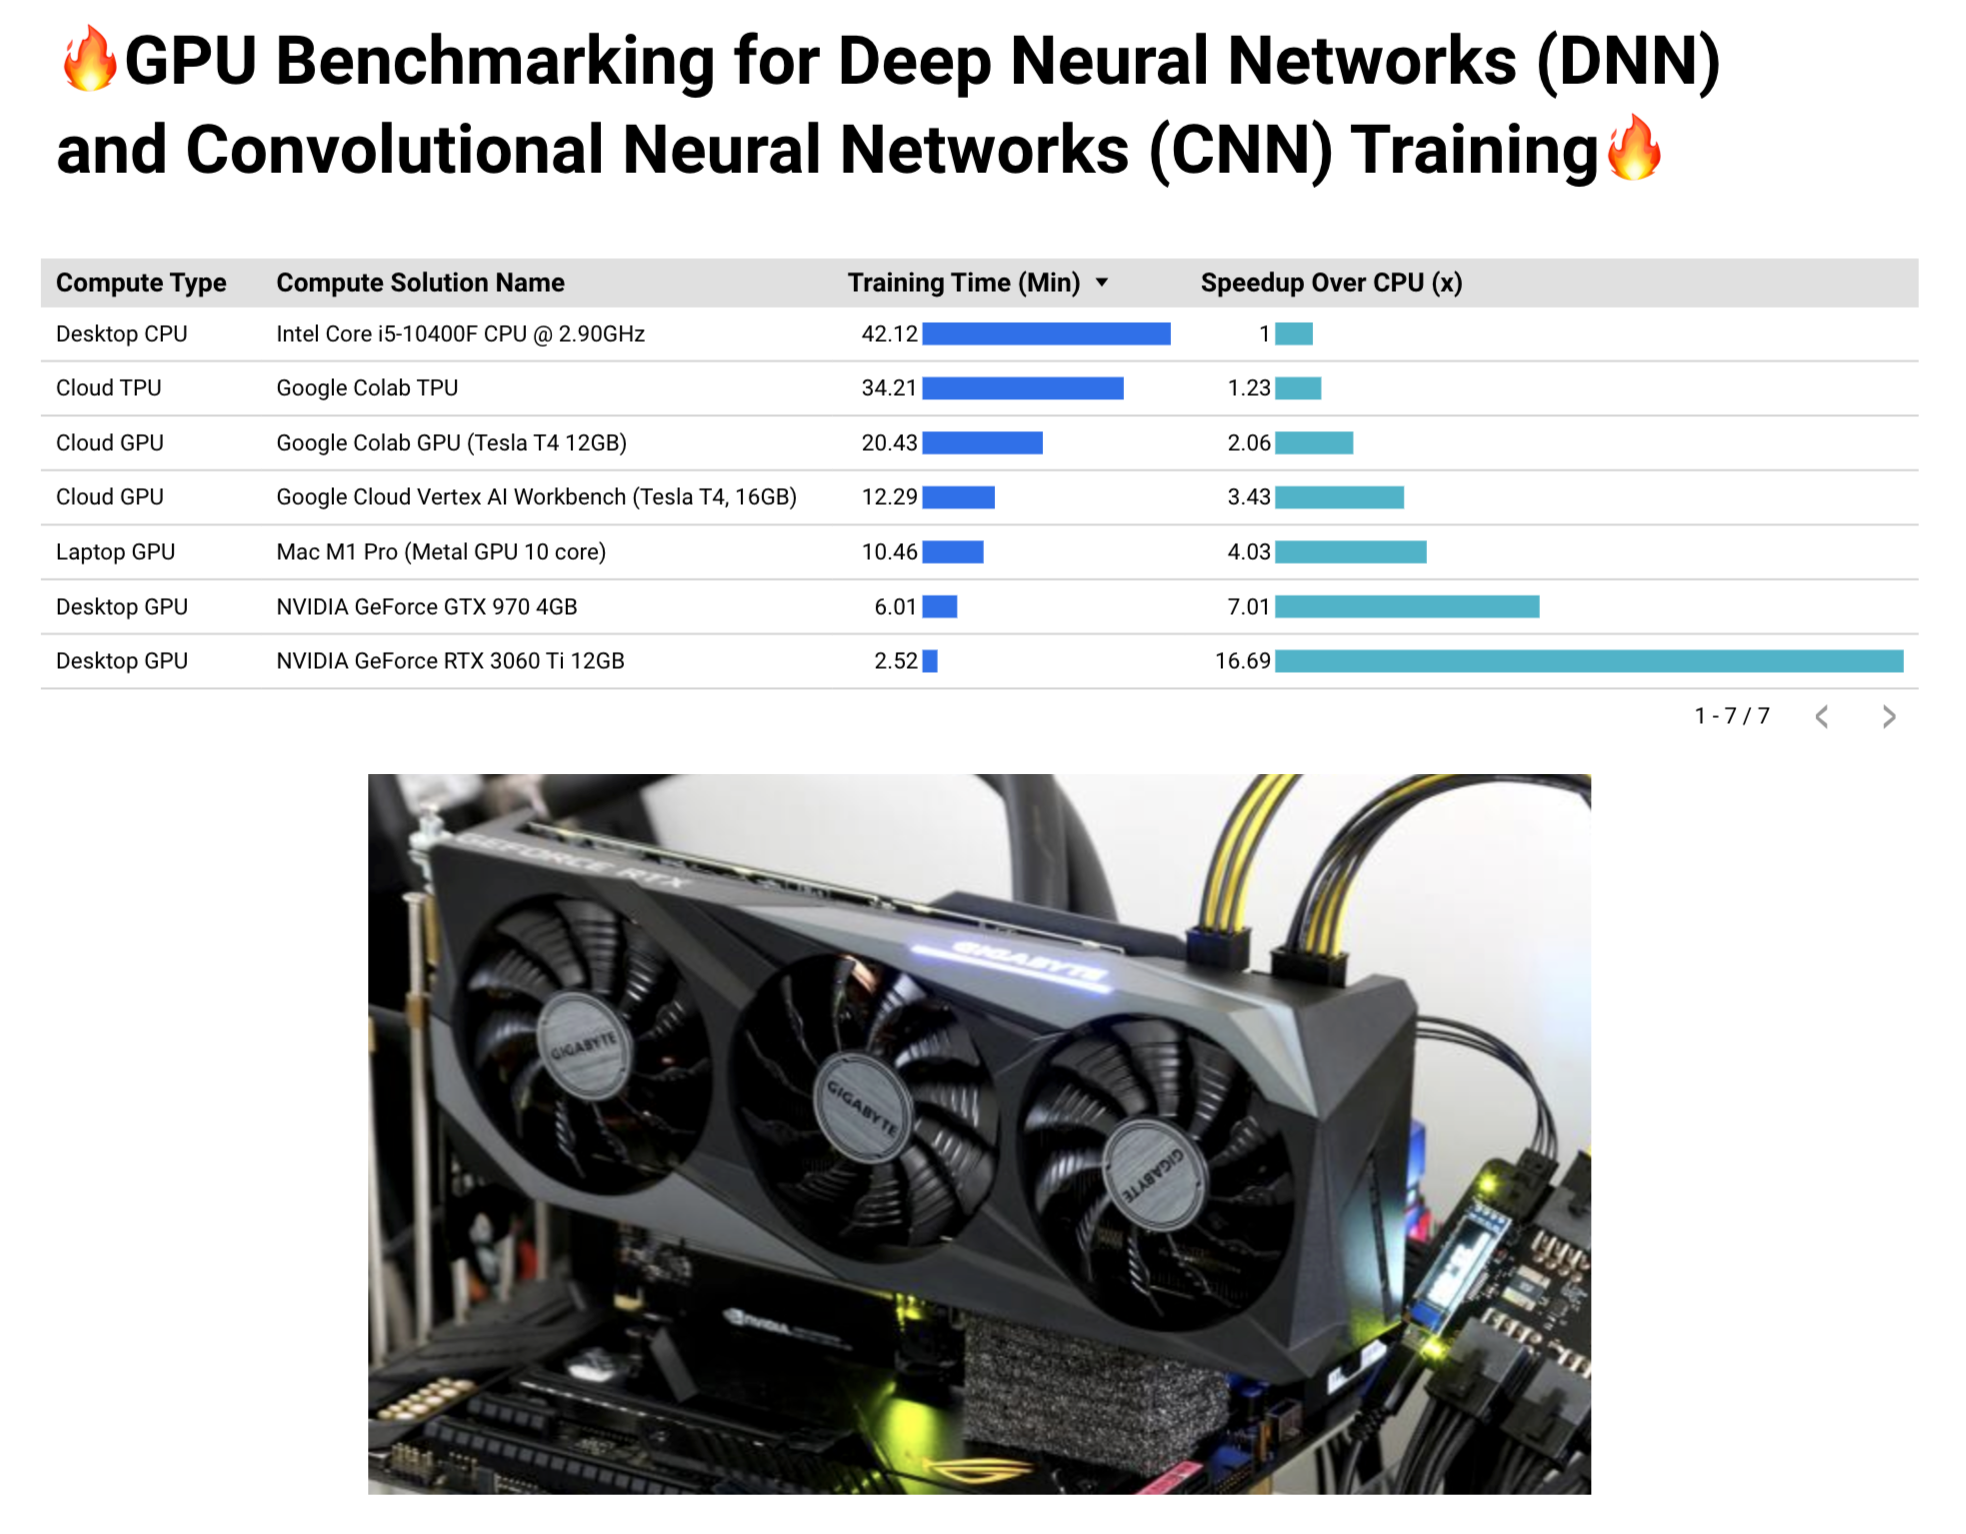 🔥GPU Benchmarking for Deep Neural Networks (DNN)
and Convolutional Neural Networks (CNN) Training🔥
Compute Type Compute Solution Name Training Time (Min) ▼ Speedup Over CPU (x)
Desktop CPU Intel Core i5-10400F CPU @ 2.90GHz 42.12 1
Cloud TPU Google Colab TPU 34.21 1.23
Cloud GPU Google Colab GPU (Tesla T4 12GB) 20.43 2.06
Cloud GPU Google Cloud Vertex AI Workbench (Tesla T4, 16GB) 12.29 3.43
Laptop GPU Mac M1 Pro (Metal GPU 10 core) 10.46 4.03
Desktop GPU NVIDIA GeForce GTX 970 4GB 6.01 7.01
Desktop GPU NVIDIA GeForce RTX 3060 Ti 12GB 2.52 16.69
1 - 7 / 7 < >
GEFORCE RTX
GIGABYTE
GIGABYTE
GIGABYTE
GIGABYTE
NVIDIA